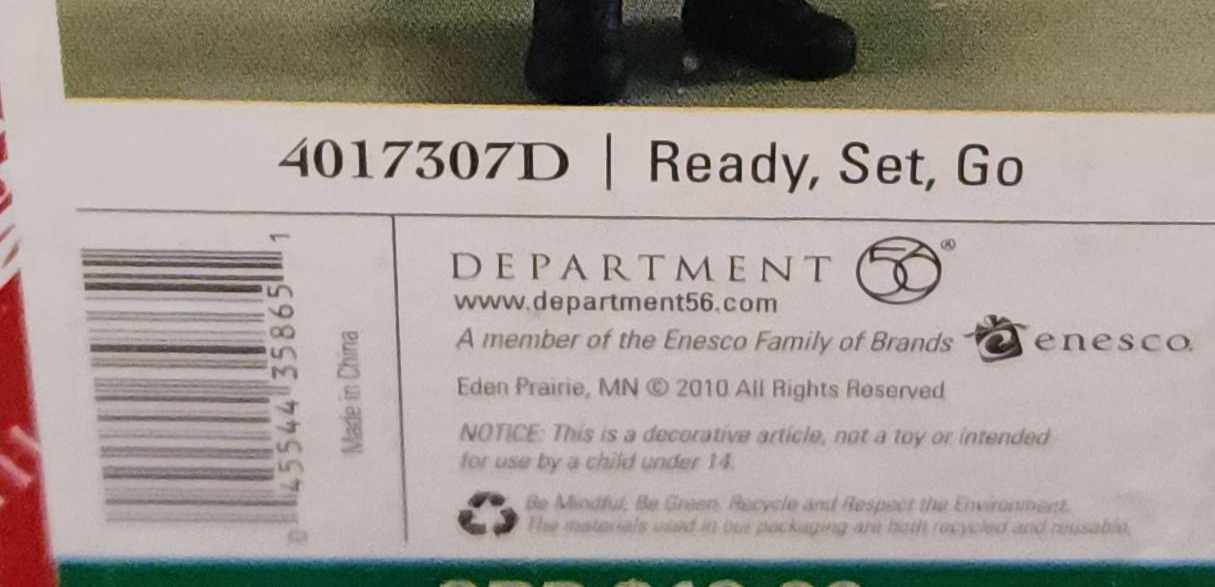 4017307D | Ready, Set, Go
0 45544 35865 1
Made in China
DEPARTMENT 56®
www.department56.com
A member of the Enesco Family of Brands enesco.
Eden Prairie, MN © 2010 All Rights Reserved
NOTICE: This is a decorative article, not a toy or intended
for use by a child under 14.
Be Mindful, Be Green. Recycle and Respect the Environment.
The materials used in our packaging are both recycled and reusable.